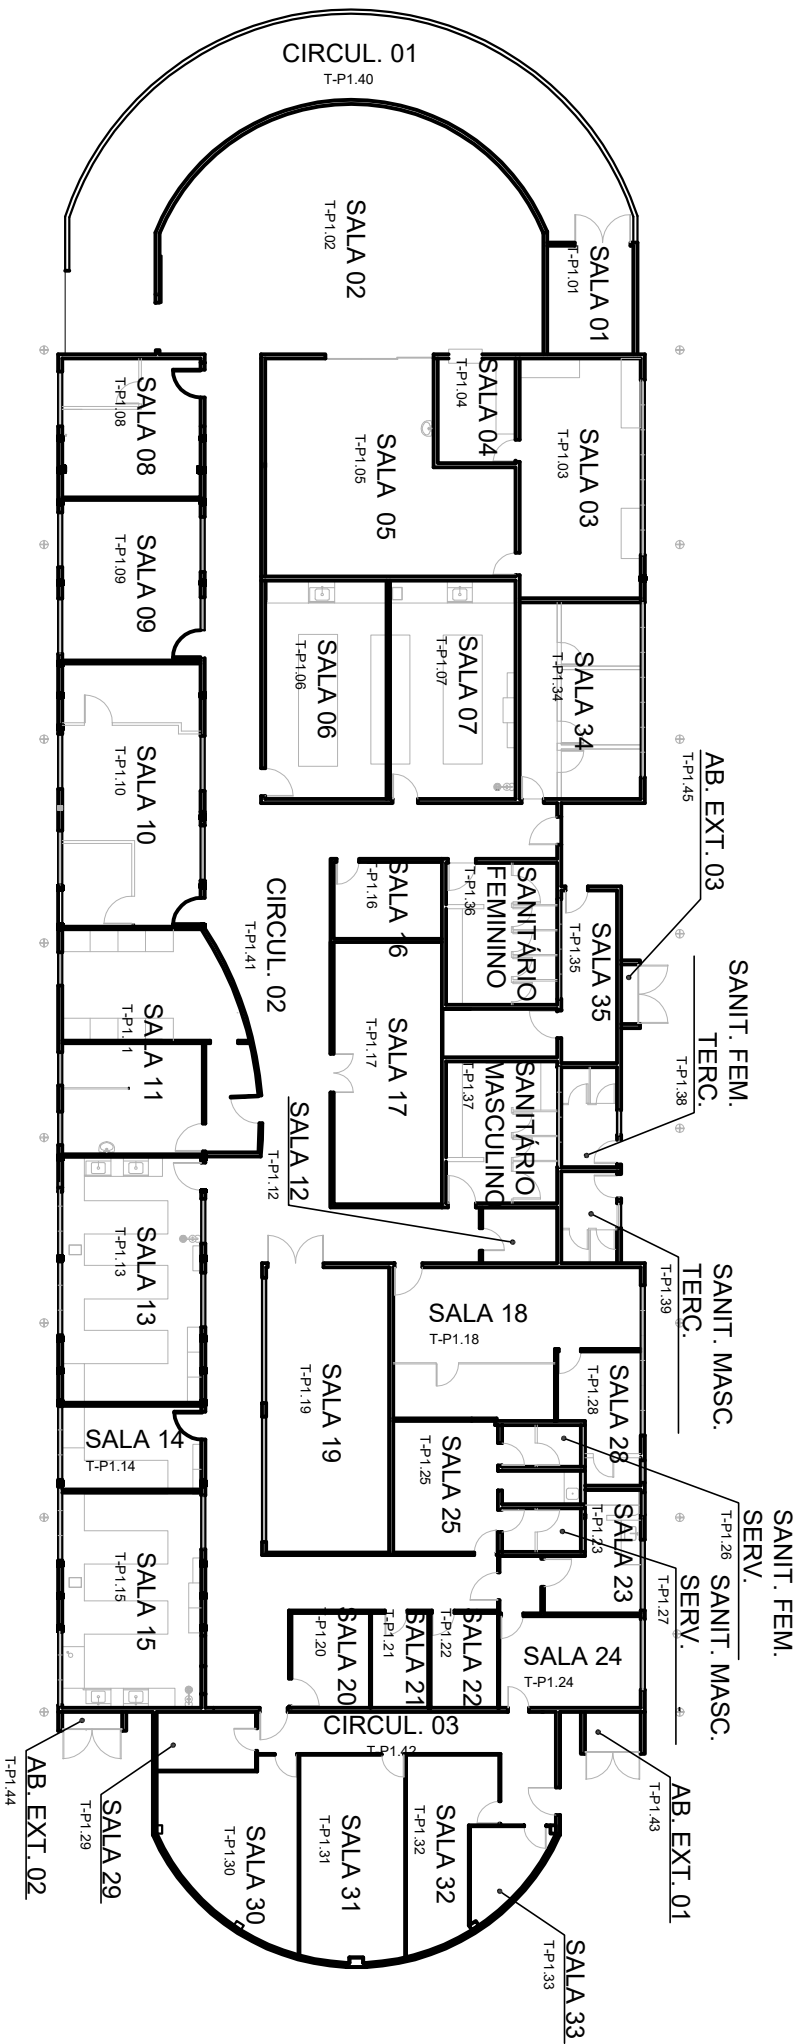 CIRCUL. 01
T-P1.40
SALA 02
T-P1.02
SALA 01
T-P1.01
SALA 08
T-P1.08
SALA 05
T-P1.05
SALA 04
T-P1.04
SALA 03
T-P1.03
SALA 09
T-P1.09
SALA 06
T-P1.06
SALA 07
T-P1.07
SALA 34
T-P1.34
SALA 10
T-P1.10
AB. EXT. 03
T-P1.45
CIRCUL. 02
T-P1.41
SALA 16
T-P1.16
SANITÁRIO
FEMININO
T-P1.36
SALA 35
T-P1.35
SALA 11
T-P1.11
SALA 17
T-P1.17
SANITÁRIO
MASCULINO
T-P1.37
SANIT. FEM.
TERC.
T-P1.38
SALA 12
T-P1.12
SALA 13
T-P1.13
SANIT. MASC.
TERC.
T-P1.39
SALA 18
T-P1.18
SALA 19
T-P1.19
SALA 28
T-P1.28
SALA 14
T-P1.14
SALA 25
T-P1.25
SANIT. FEM.
SERV.
T-P1.26
SALA 15
T-P1.15
SALA 23
T-P1.23
SANIT. MASC.
SERV.
T-P1.27
SALA 20
T-P1.20
SALA 21
T-P1.21
SALA 22
T-P1.22
SALA 24
T-P1.24
CIRCUL. 03
T-P1.42
AB. EXT. 02
T-P1.44
SALA 29
T-P1.29
SALA 30
T-P1.30
SALA 31
T-P1.31
SALA 32
T-P1.32
SALA 33
T-P1.33
AB. EXT. 01
T-P1.43